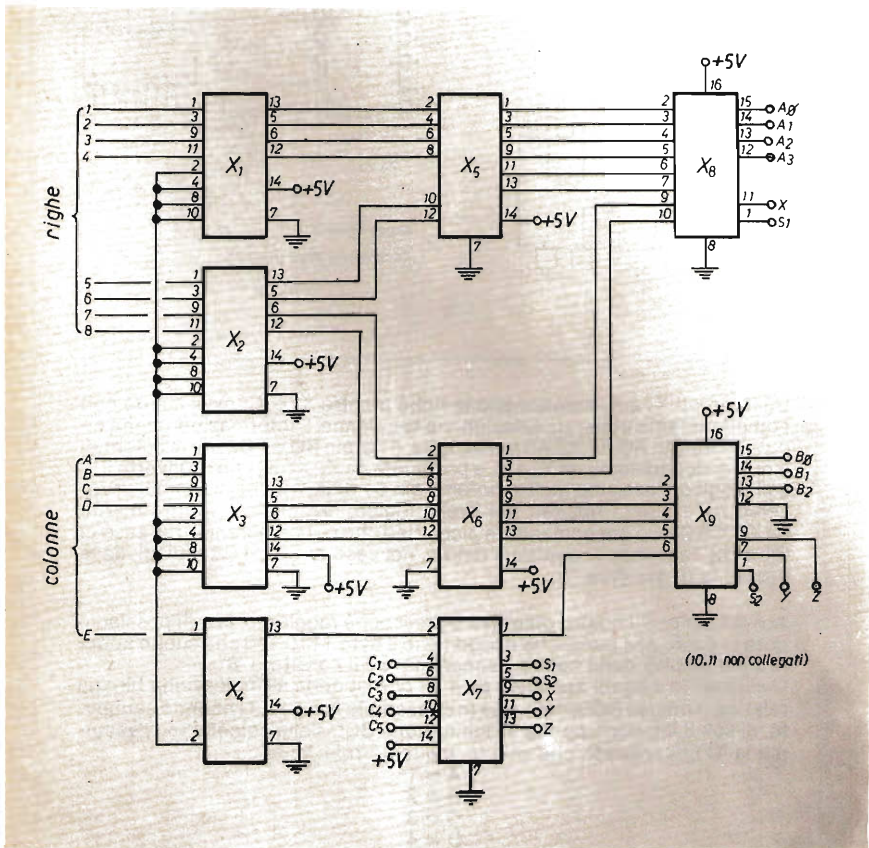 righe
1
2
3
4
5
6
7
8
colonne
A
B
C
D
E
X1
1
3
9
11
2
4
8
10
13
5
6
12
14
+5V
7
X2
1
3
9
11
2
4
8
10
13
5
6
12
14
+5V
7
X3
1
3
9
11
2
4
8
10
13
5
6
12
14
7
+5V
X4
1
2
13
14
+5V
7
X5
2
4
6
8
10
12
1
3
5
9
11
13
14
+5V
7
X6
2
4
6
8
10
12
7
1
3
5
9
11
13
14
+5V
X7
2
C1 4
C2 6
C3 8
C4 10
C5 12
14
+5V
1
3 S1
5 S2
9 X
11 Y
13 Z
7
+5V
16
X8
2
3
4
5
6
7
9
10
15 AØ
14 A1
13 A2
12 A3
11 X
1 S1
8
+5V
16
X9
2
3
4
5
6
15 BØ
14 B1
13 B2
12
9
7
1
S2 Y Z
8
(10.11 non collegati)